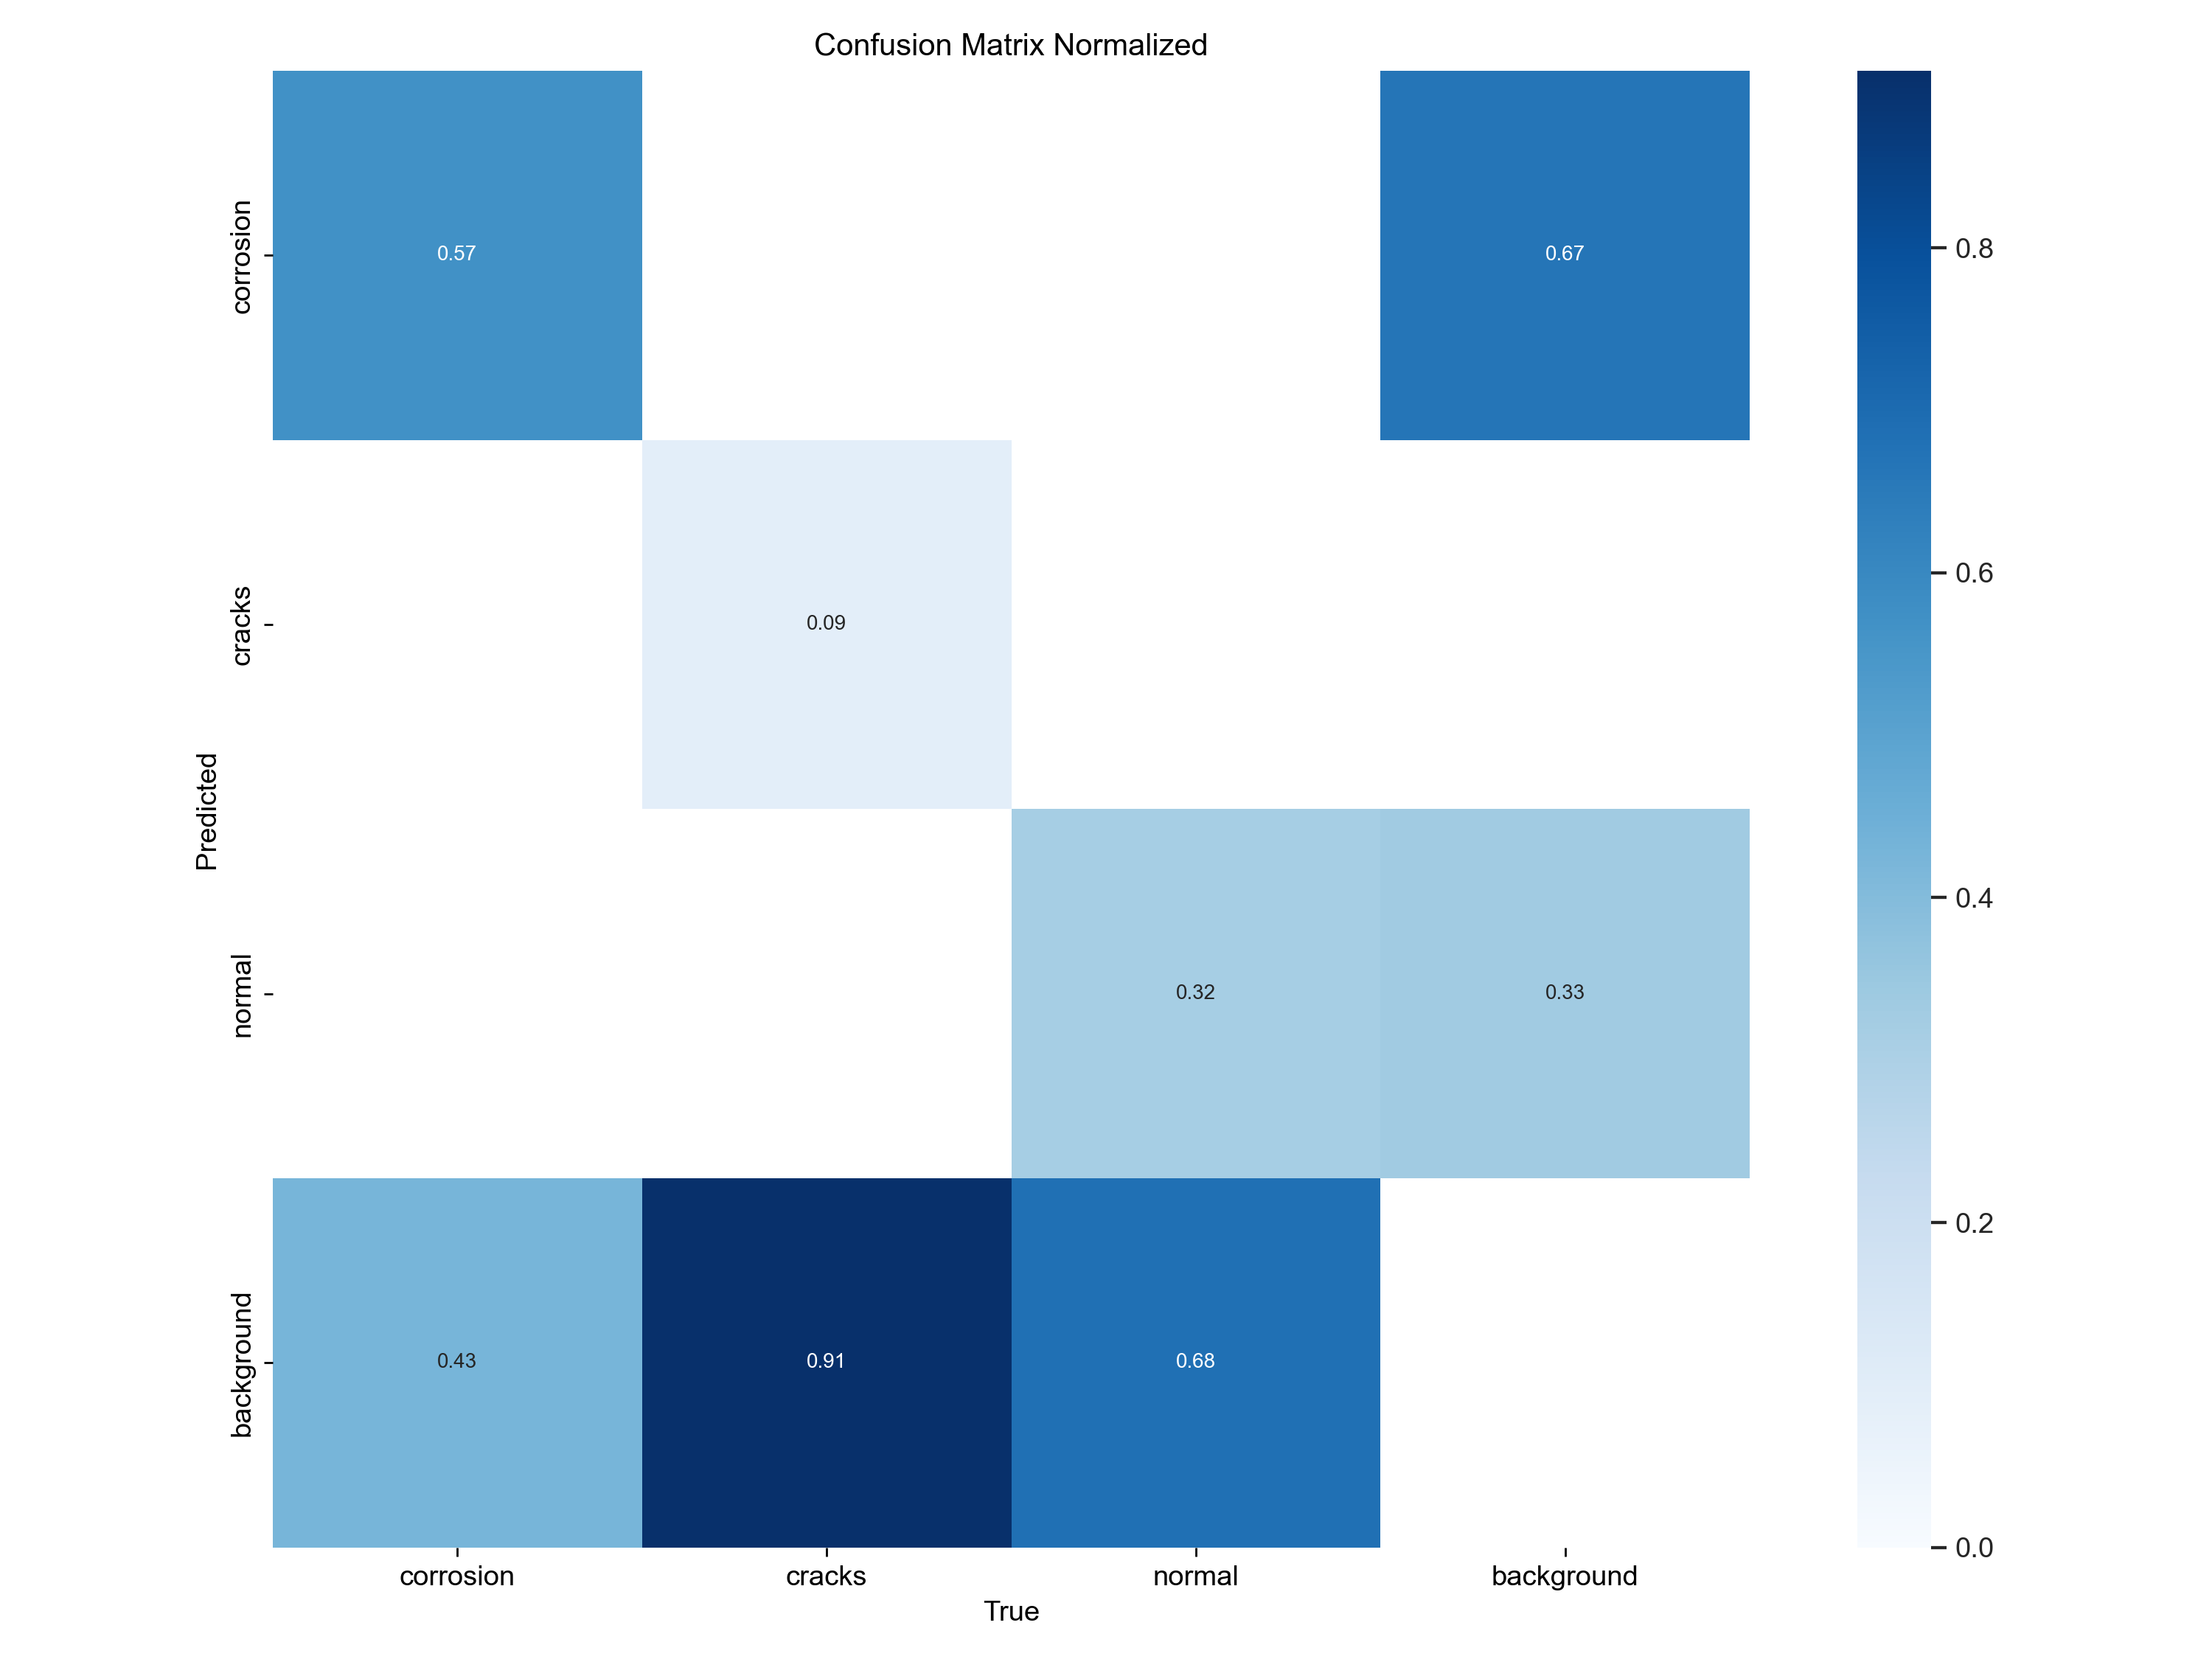 Confusion Matrix Normalized
corrosion
0.57
0.67
cracks
0.09
normal
0.32
0.33
background
0.43
0.91
0.68
Predicted
corrosion
cracks
normal
background
True
0.8
0.6
0.4
0.2
0.0